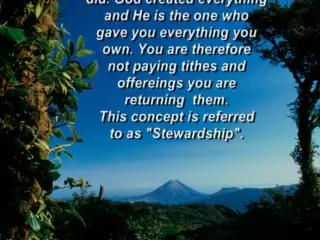 did. God created everything
and He is the one who
gave you everything you
own. You are therefore
not paying tithes and
offereings you are
returning them.
This concept is referred
to as "Stewardship".